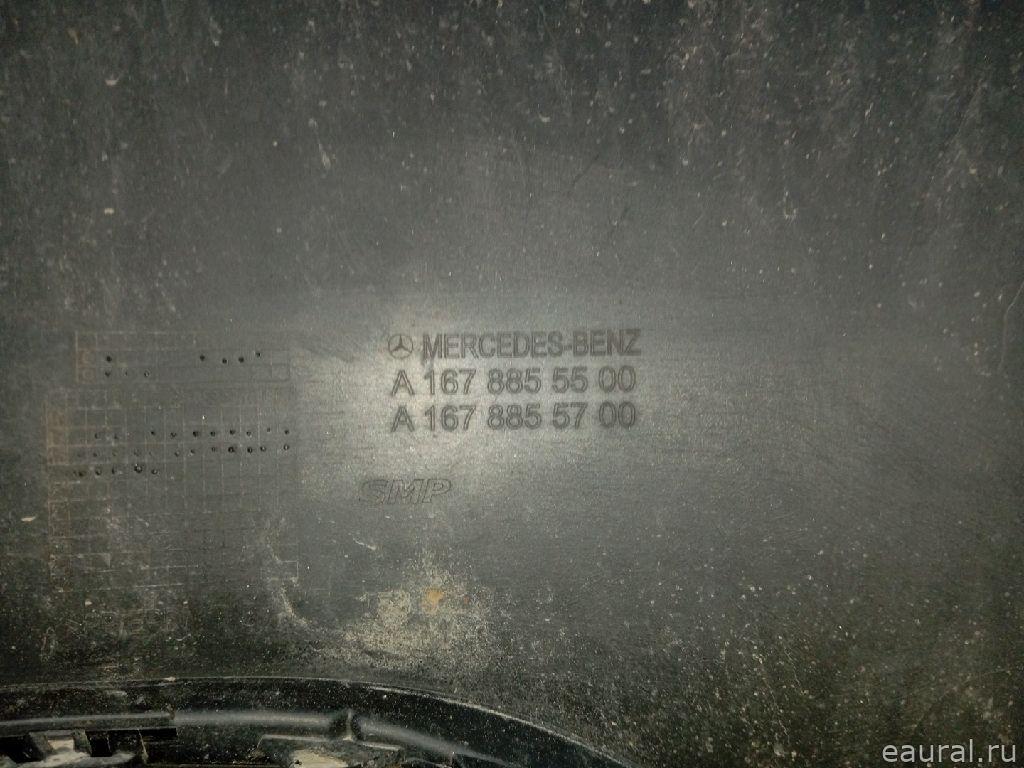 MERCEDES-BENZ
A 167 885 55 00
A 167 885 57 00
SMP
eaural.ru